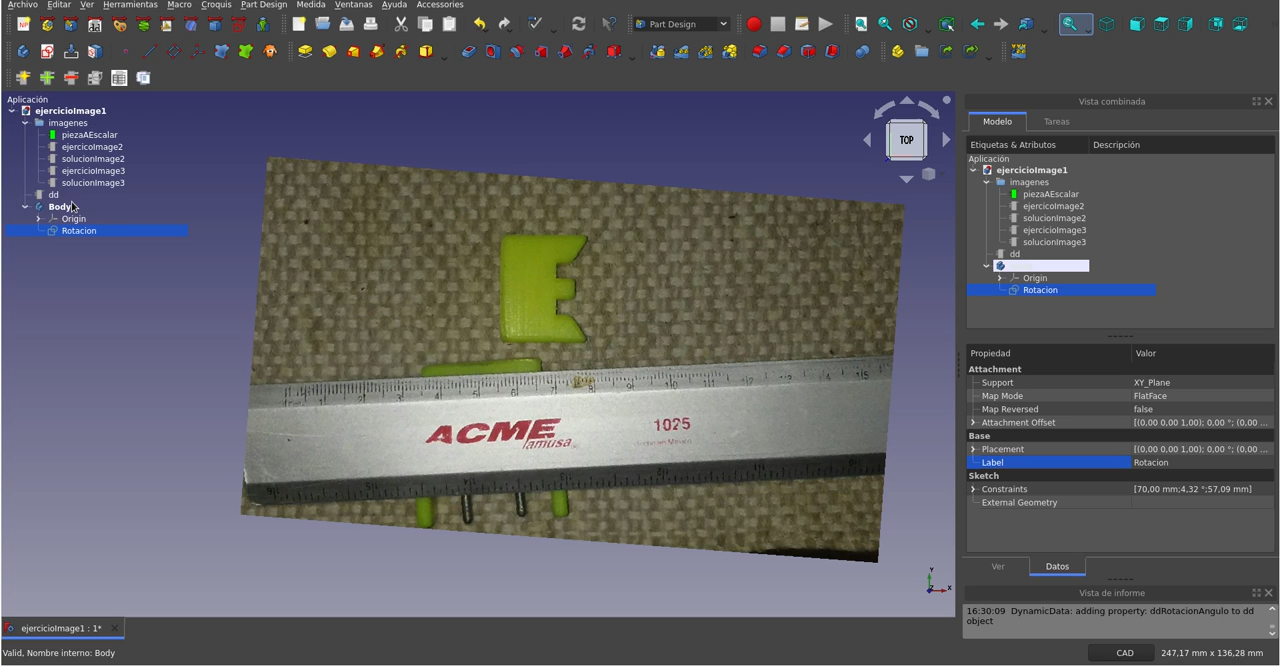 Archivo Editar Ver Herramientas Macro Croquis Part Design Medida Ventanas Ayuda Accesorios
Part Design
Aplicación
ejercicioImage1
imagenes
piezaAEscalar
ejercicoImage2
solucionImage2
ejercicioImage3
solucionImage3
dd
Body
Origin
Rotacion
TOP
ACME
lamusa
1025
Y
X
Vista combinada
Modelo Tareas
Etiquetas & Atributos Descripción
Aplicación
ejercicioImage1
imagenes
piezaAEscalar
ejercicoImage2
solucionImage2
ejercicioImage3
solucionImage3
dd
Origin
Rotacion
Propiedad Valor
Attachment
Support XY_Plane
Map Mode FlatFace
Map Reversed false
Attachment Offset [(0,00 0,00 1,00); 0,00 °; (0,00 ...
Base
Placement [(0,00 0,00 1,00); 0,00 °; (0,00 ...
Label Rotacion
Sketch
Constraints [70,00 mm;4,32 °;57,09 mm]
External Geometry
Ver Datos
Vista de informe
16:30:09 DynamicData: adding property: ddRotacionAngulo to dd
object
ejercicioImage1 : 1*
Valid, Nombre interno: Body
CAD 247,17 mm x 136,28 mm